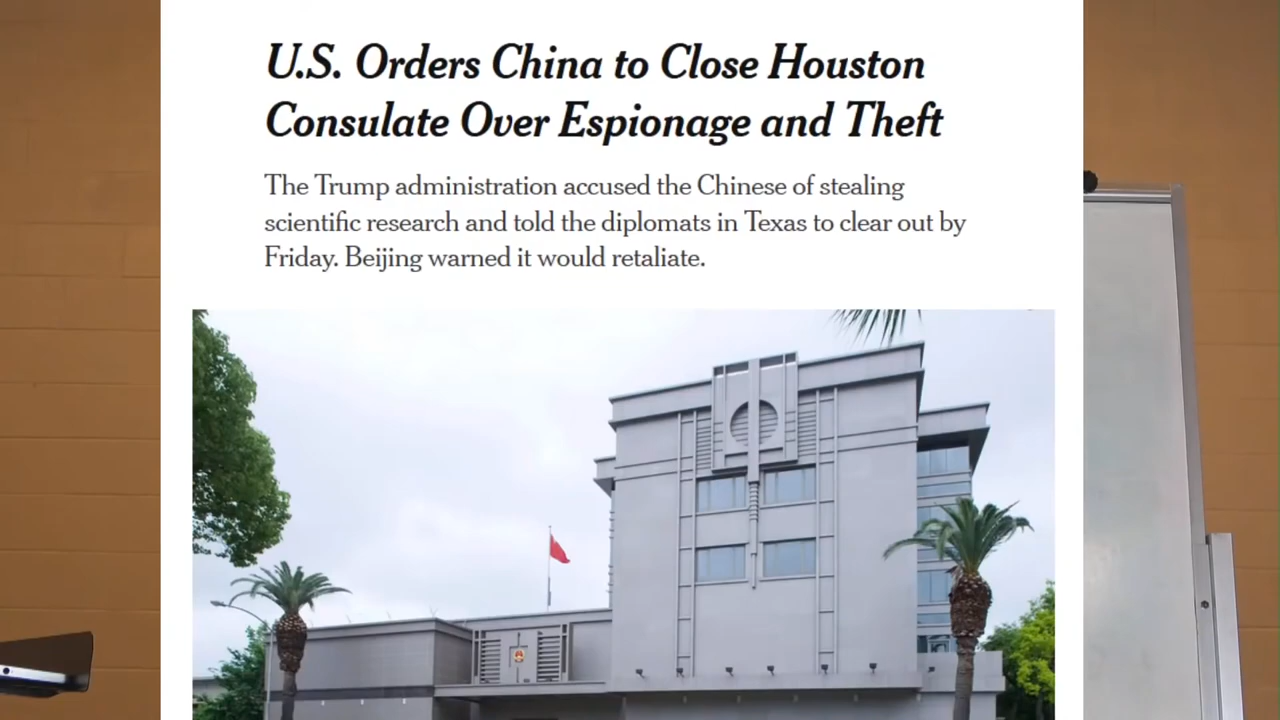 U.S. Orders China to Close Houston
Consulate Over Espionage and Theft
The Trump administration accused the Chinese of stealing
scientific research and told the diplomats in Texas to clear out by
Friday. Beijing warned it would retaliate.